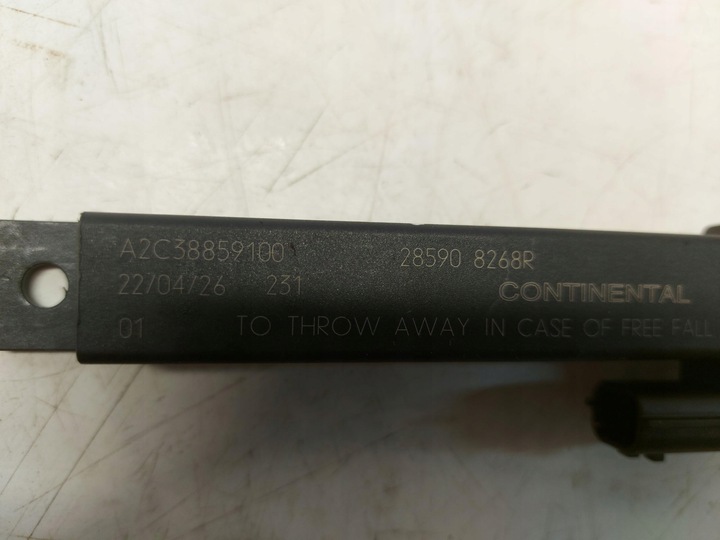 A2C38859100 28590 8268R
22/04/26 231 CONTINENTAL
01 TO THROW AWAY IN CASE OF FREE FALL